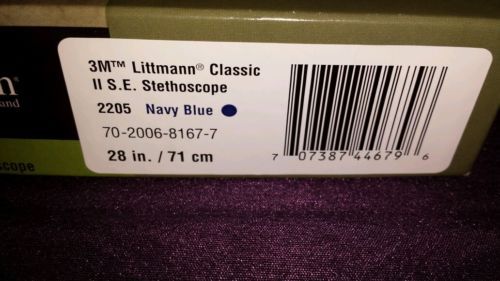 3M™ Littmann® Classic
II S.E. Stethoscope
2205 Navy Blue
70-2006-8167-7
28 in. / 71 cm
7 07387 44679 6